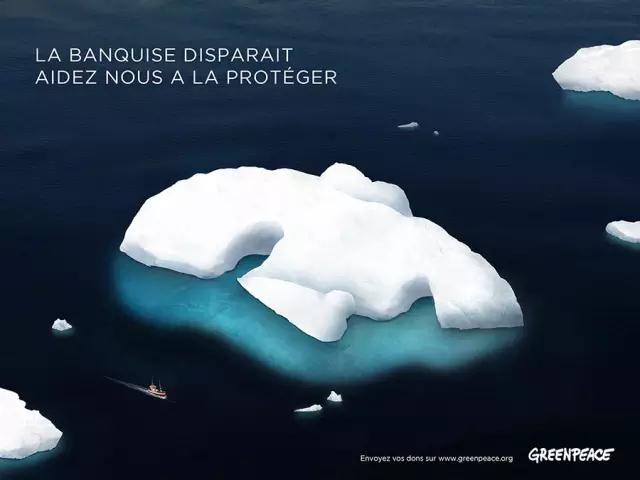 LA BANQUISE DISPARAIT
AIDEZ NOUS A LA PROTÉGER
Envoyez vos dons sur www.greenpeace.org
GREENPEACE